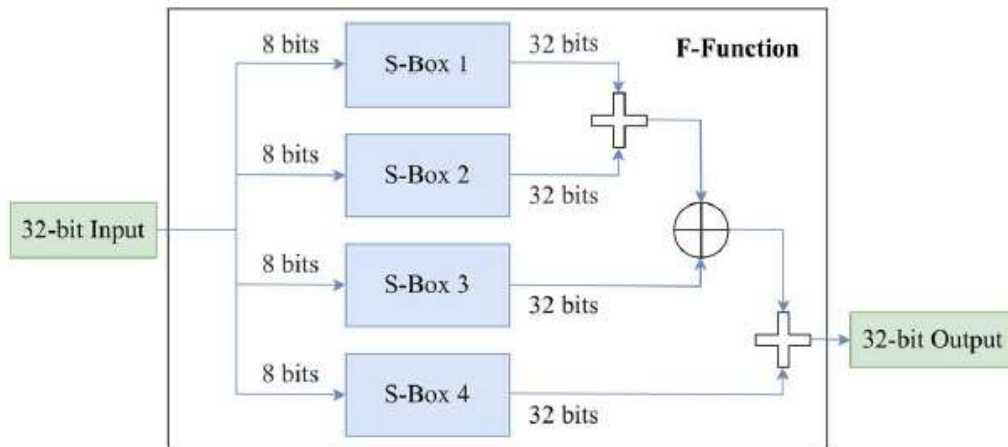 F-Function
8 bits
S-Box 1
32 bits
8 bits
S-Box 2
32 bits
32-bit Input
8 bits
S-Box 3
32 bits
32-bit Output
8 bits
S-Box 4
32 bits